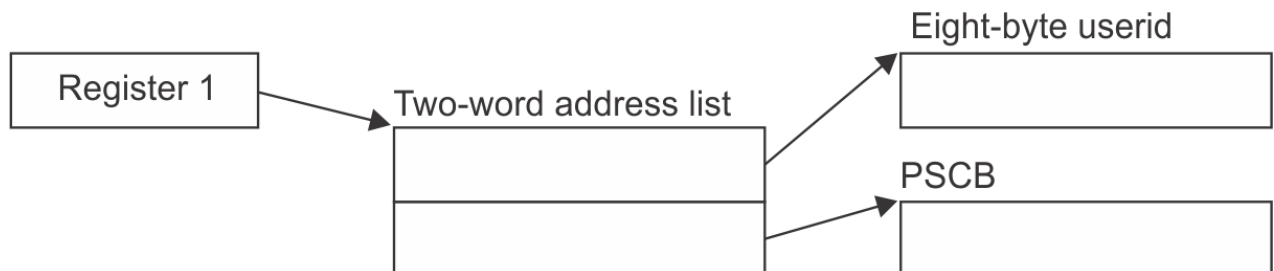 Eight-byte userid
Register 1
Two-word address list
PSCB